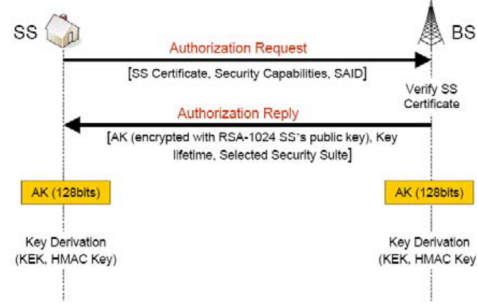 SS
BS
Authorization Request
[SS Certificate, Security Capabilities, SAID]
Verify SS
Certificate
Authorization Reply
[AK (encrypted with RSA-1024 SS's public key), Key
lifetime, Selected Security Suite]
AK (128bits)
AK (128bits)
Key Derivation
(KEK, HMAC Key)
Key Derivation
(KEK, HMAC Key